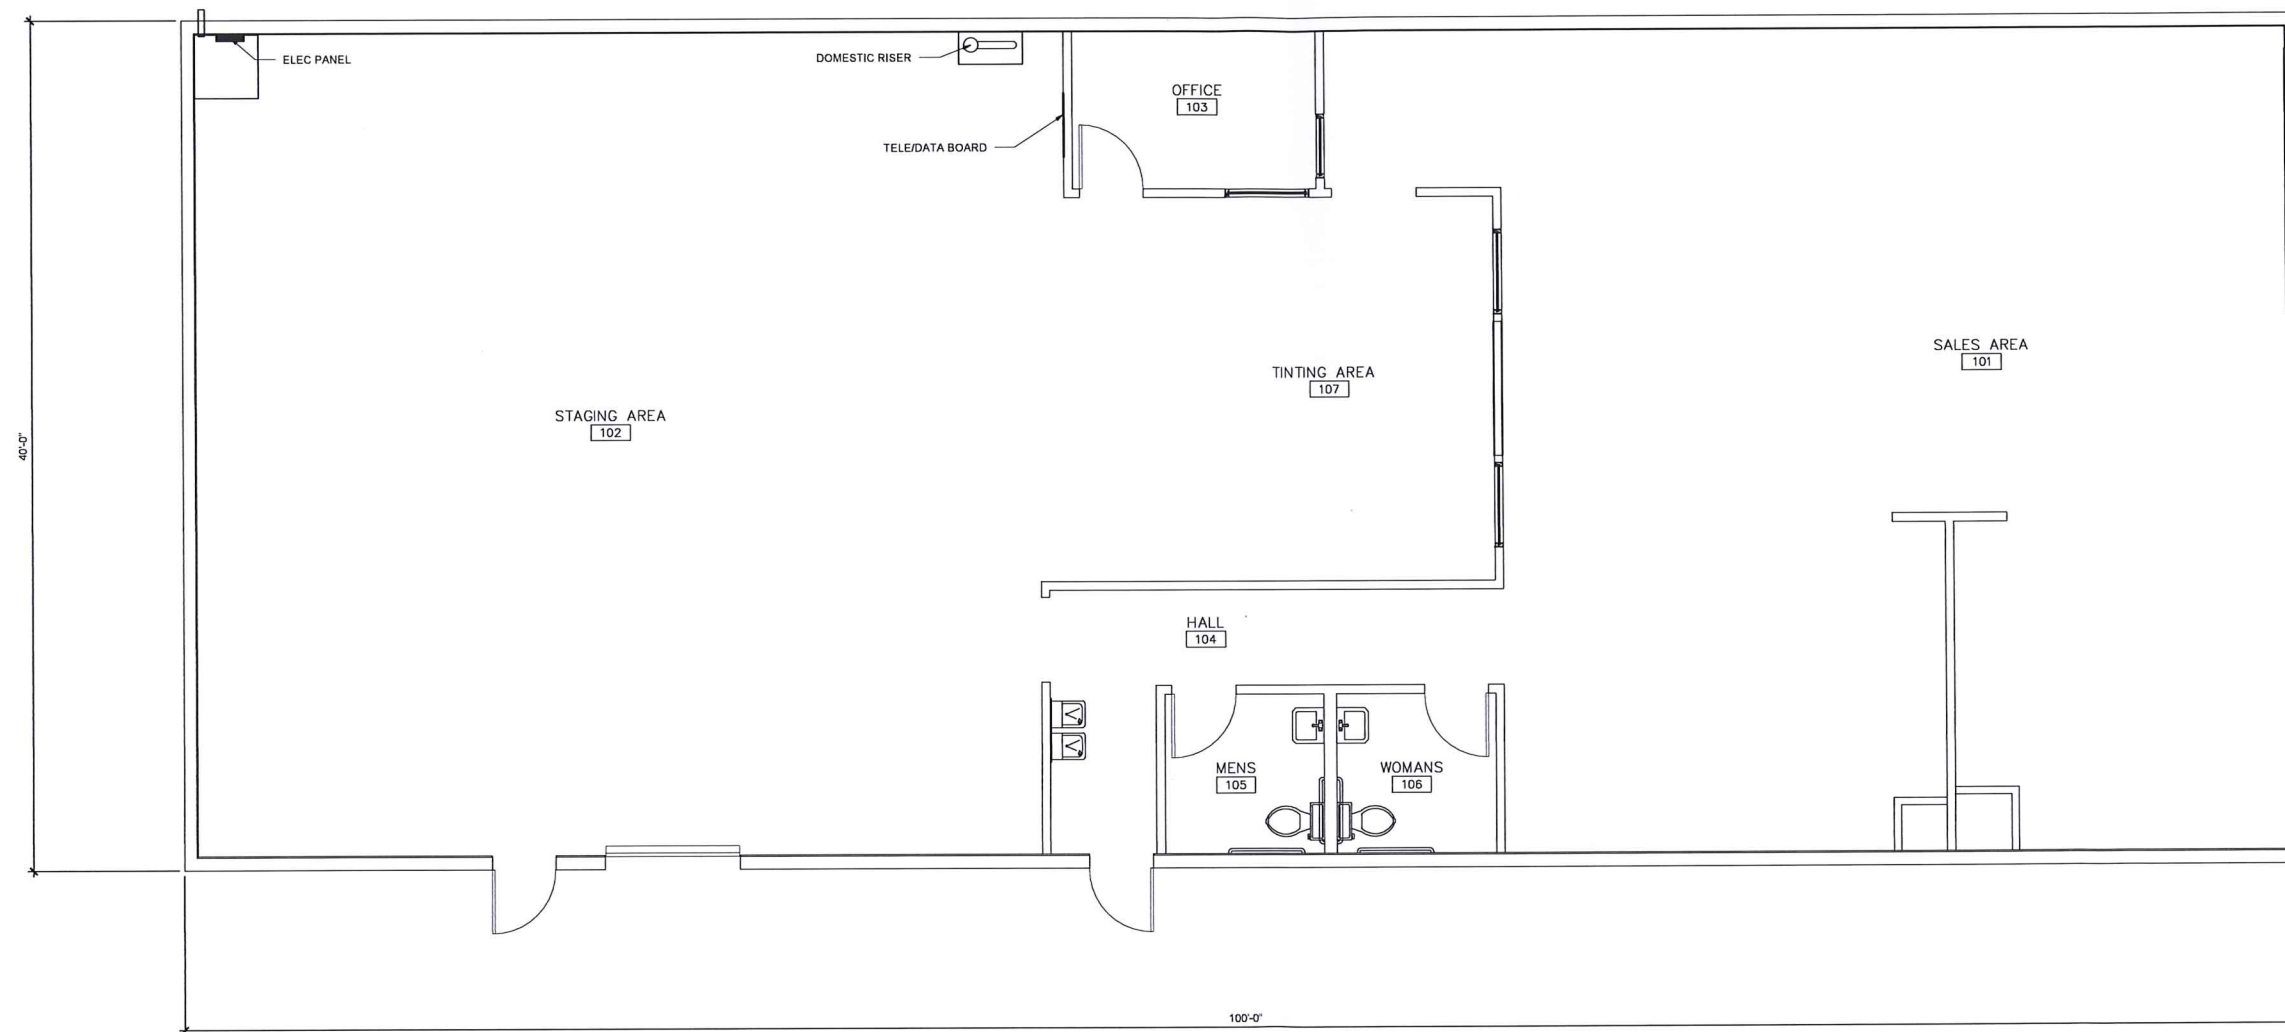 ELEC PANEL
DOMESTIC RISER
OFFICE
103
TELE/DATA BOARD
SALES AREA
101
TINTING AREA
107
STAGING AREA
102
40'-0"
HALL
104
MENS
105
WOMANS
106
100'-0"